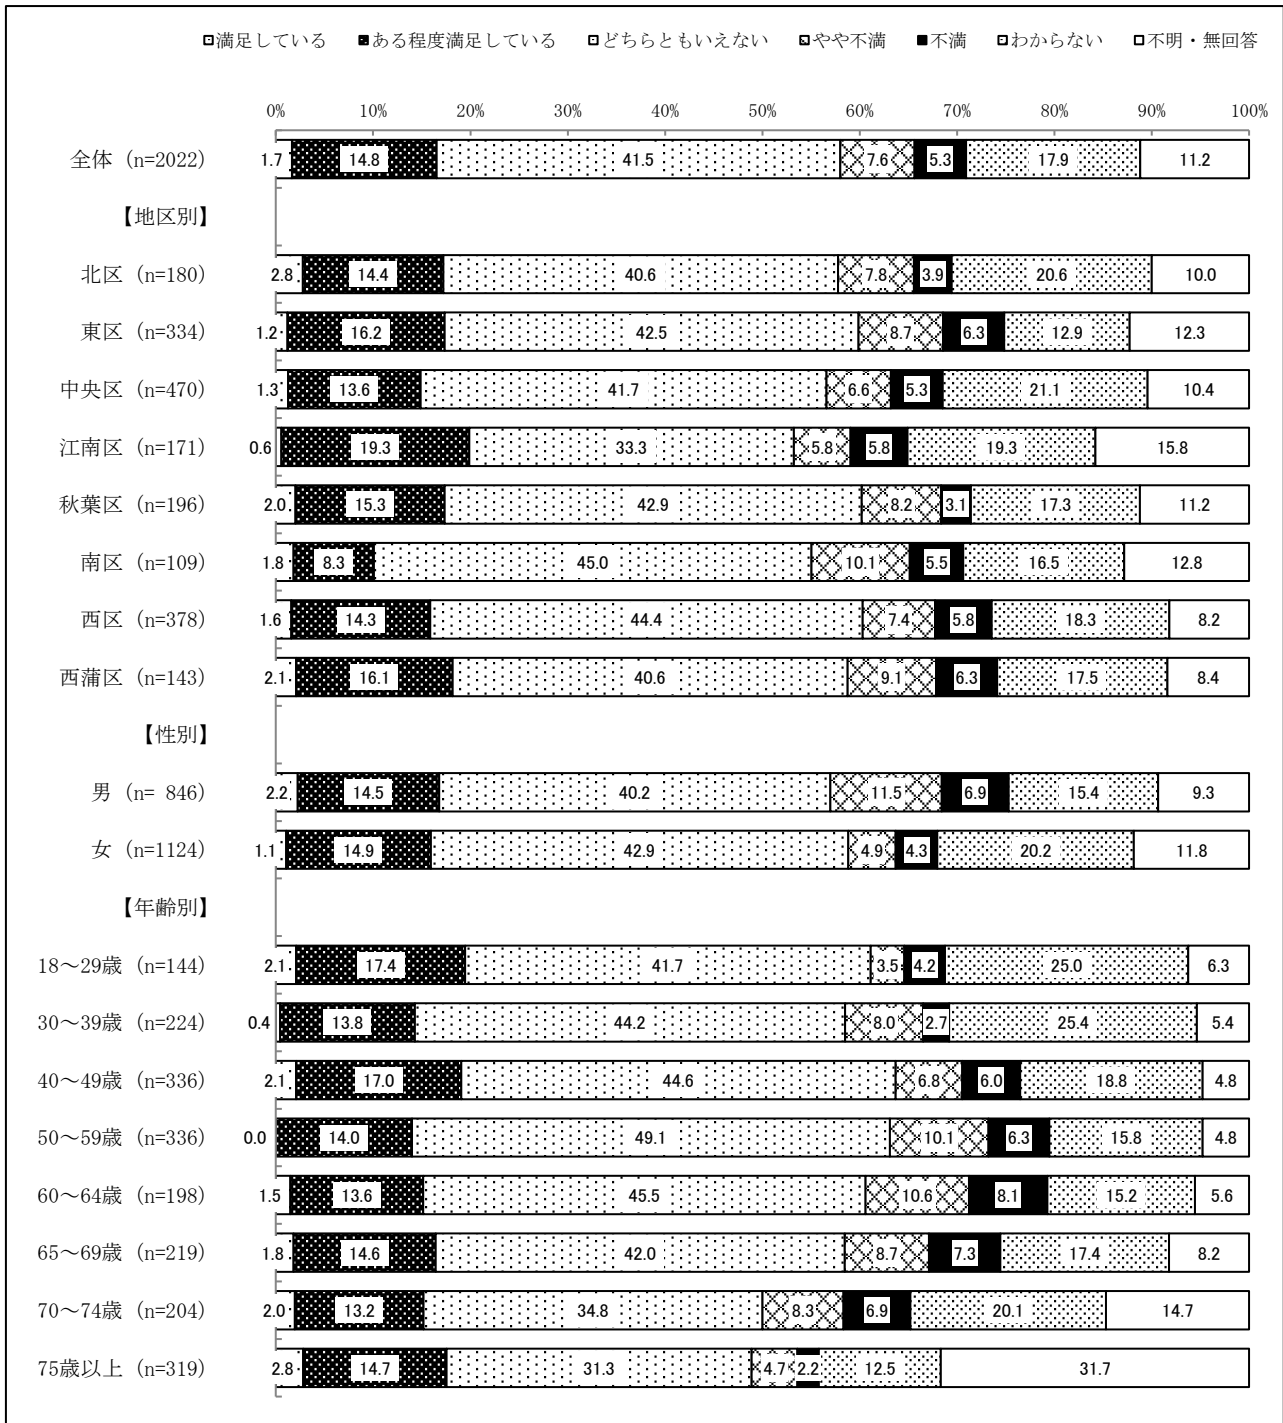 満足している ある程度満足している どちらともいえない やや不満 不満 わからない 不明・無回答
0% 10% 20% 30% 40% 50% 60% 70% 80% 90% 100%
全体 (n=2022) 1.7 14.8 41.5 7.6 5.3 17.9 11.2
【地区別】
北区 (n=180) 2.8 14.4 40.6 7.8 3.9 20.6 10.0
東区 (n=334) 1.2 16.2 42.5 8.7 6.3 12.9 12.3
中央区 (n=470) 1.3 13.6 41.7 6.6 5.3 21.1 10.4
江南区 (n=171) 0.6 19.3 33.3 5.8 5.8 19.3 15.8
秋葉区 (n=196) 2.0 15.3 42.9 8.2 3.1 17.3 11.2
南区 (n=109) 1.8 8.3 45.0 10.1 5.5 16.5 12.8
西区 (n=378) 1.6 14.3 44.4 7.4 5.8 18.3 8.2
西蒲区 (n=143) 2.1 16.1 40.6 9.1 6.3 17.5 8.4
【性別】
男 (n= 846) 2.2 14.5 40.2 11.5 6.9 15.4 9.3
女 (n=1124) 1.1 14.9 42.9 4.9 4.3 20.2 11.8
【年齢別】
18～29歳 (n=144) 2.1 17.4 41.7 3.5 4.2 25.0 6.3
30～39歳 (n=224) 0.4 13.8 44.2 8.0 2.7 25.4 5.4
40～49歳 (n=336) 2.1 17.0 44.6 6.8 6.0 18.8 4.8
50～59歳 (n=336) 0.0 14.0 49.1 10.1 6.3 15.8 4.8
60～64歳 (n=198) 1.5 13.6 45.5 10.6 8.1 15.2 5.6
65～69歳 (n=219) 1.8 14.6 42.0 8.7 7.3 17.4 8.2
70～74歳 (n=204) 2.0 13.2 34.8 8.3 6.9 20.1 14.7
75歳以上 (n=319) 2.8 14.7 31.3 4.7 2.2 12.5 31.7